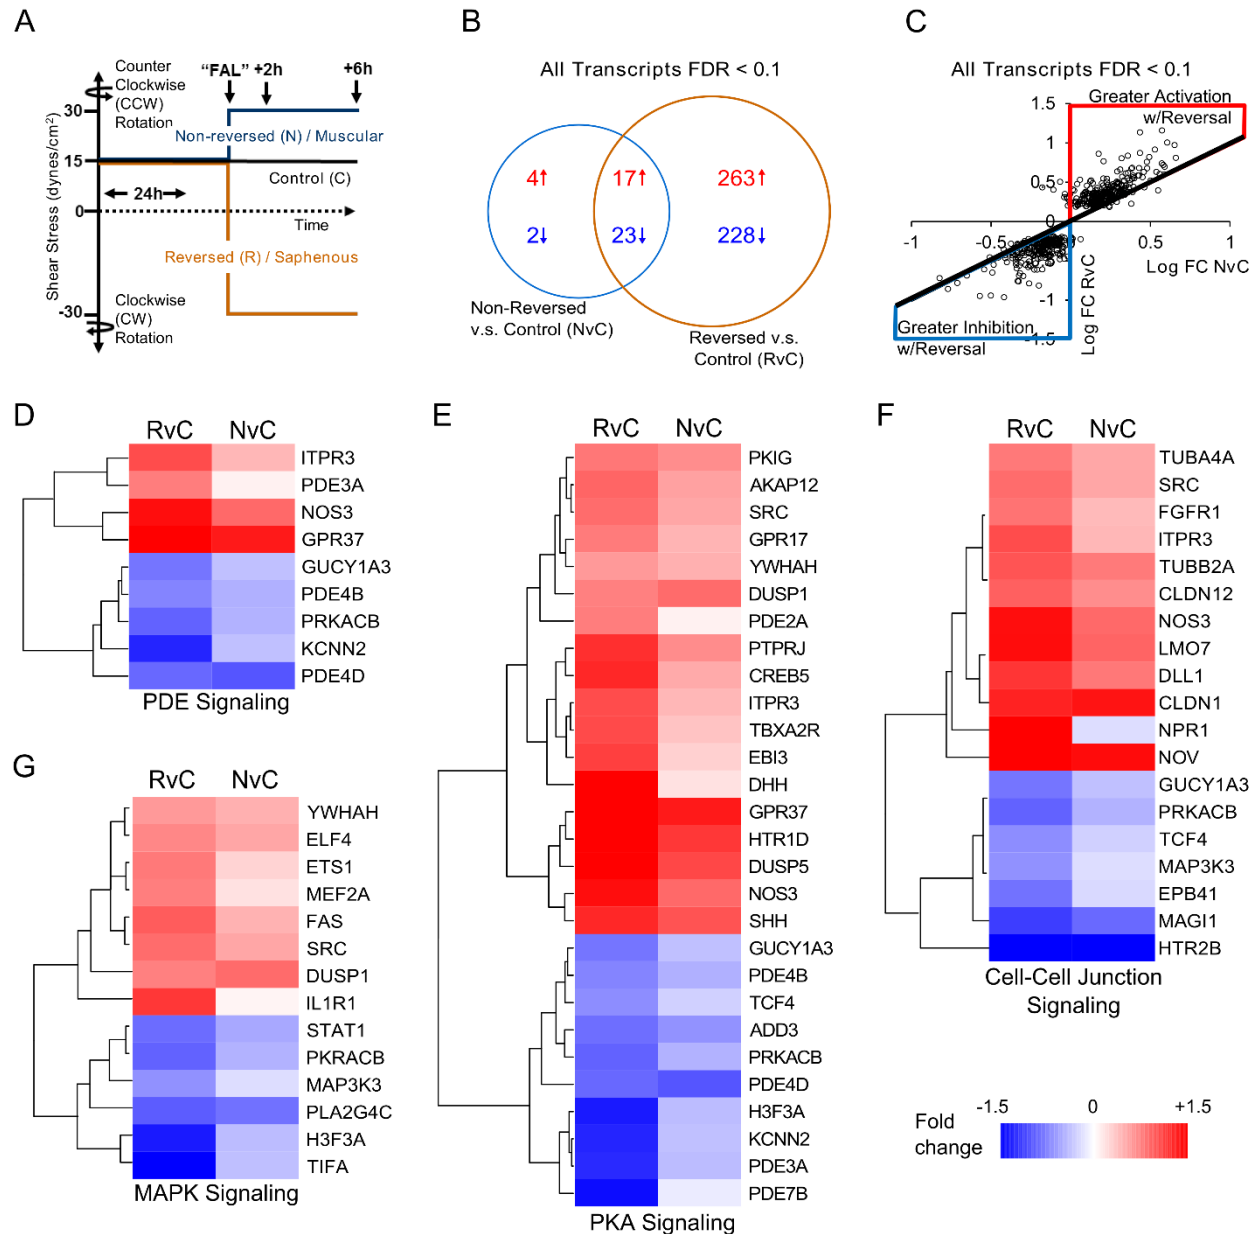 A
Counter
Clockwise
(CCW)
Rotation
"FAL"
+2h
+6h
30
Non-reversed (N) / Muscular
15
Control (C)
24h
0
Time
Shear Stress (dynes/cm²)
Reversed (R) / Saphenous
-30
Clockwise
(CW)
Rotation
B
All Transcripts FDR < 0.1
4↑
17↑
263↑
2↓
23↓
228↓
Non-Reversed
v.s. Control (NvC)
Reversed v.s.
Control (RvC)
C
All Transcripts FDR < 0.1
1.5
Greater Activation
w/Reversal
1
0.5
0
-1
-0.5
0
0.5
1
Log FC NvC
Log FC RvC
-1
-1.5
Greater Inhibition
w/Reversal
D
RvC NvC
ITPR3
PDE3A
NOS3
GPR37
GUCY1A3
PDE4B
PRKACB
KCNN2
PDE4D
PDE Signaling
E
RvC NvC
PKIG
AKAP12
SRC
GPR17
YWHAH
DUSP1
PDE2A
PTPRJ
CREB5
ITPR3
TBXA2R
EBI3
DHH
GPR37
HTR1D
DUSP5
NOS3
SHH
GUCY1A3
PDE4B
TCF4
ADD3
PRKACB
PDE4D
H3F3A
KCNN2
PDE3A
PDE7B
PKA Signaling
F
RvC NvC
TUBA4A
SRC
FGFR1
ITPR3
TUBB2A
CLDN12
NOS3
LMO7
DLL1
CLDN1
NPR1
NOV
GUCY1A3
PRKACB
TCF4
MAP3K3
EPB41
MAGI1
HTR2B
Cell-Cell Junction
Signaling
G
RvC NvC
YWHAH
ELF4
ETS1
MEF2A
FAS
SRC
DUSP1
IL1R1
STAT1
PKRACB
MAP3K3
PLA2G4C
H3F3A
TIFA
MAPK Signaling
-1.5 0 +1.5
Fold
change